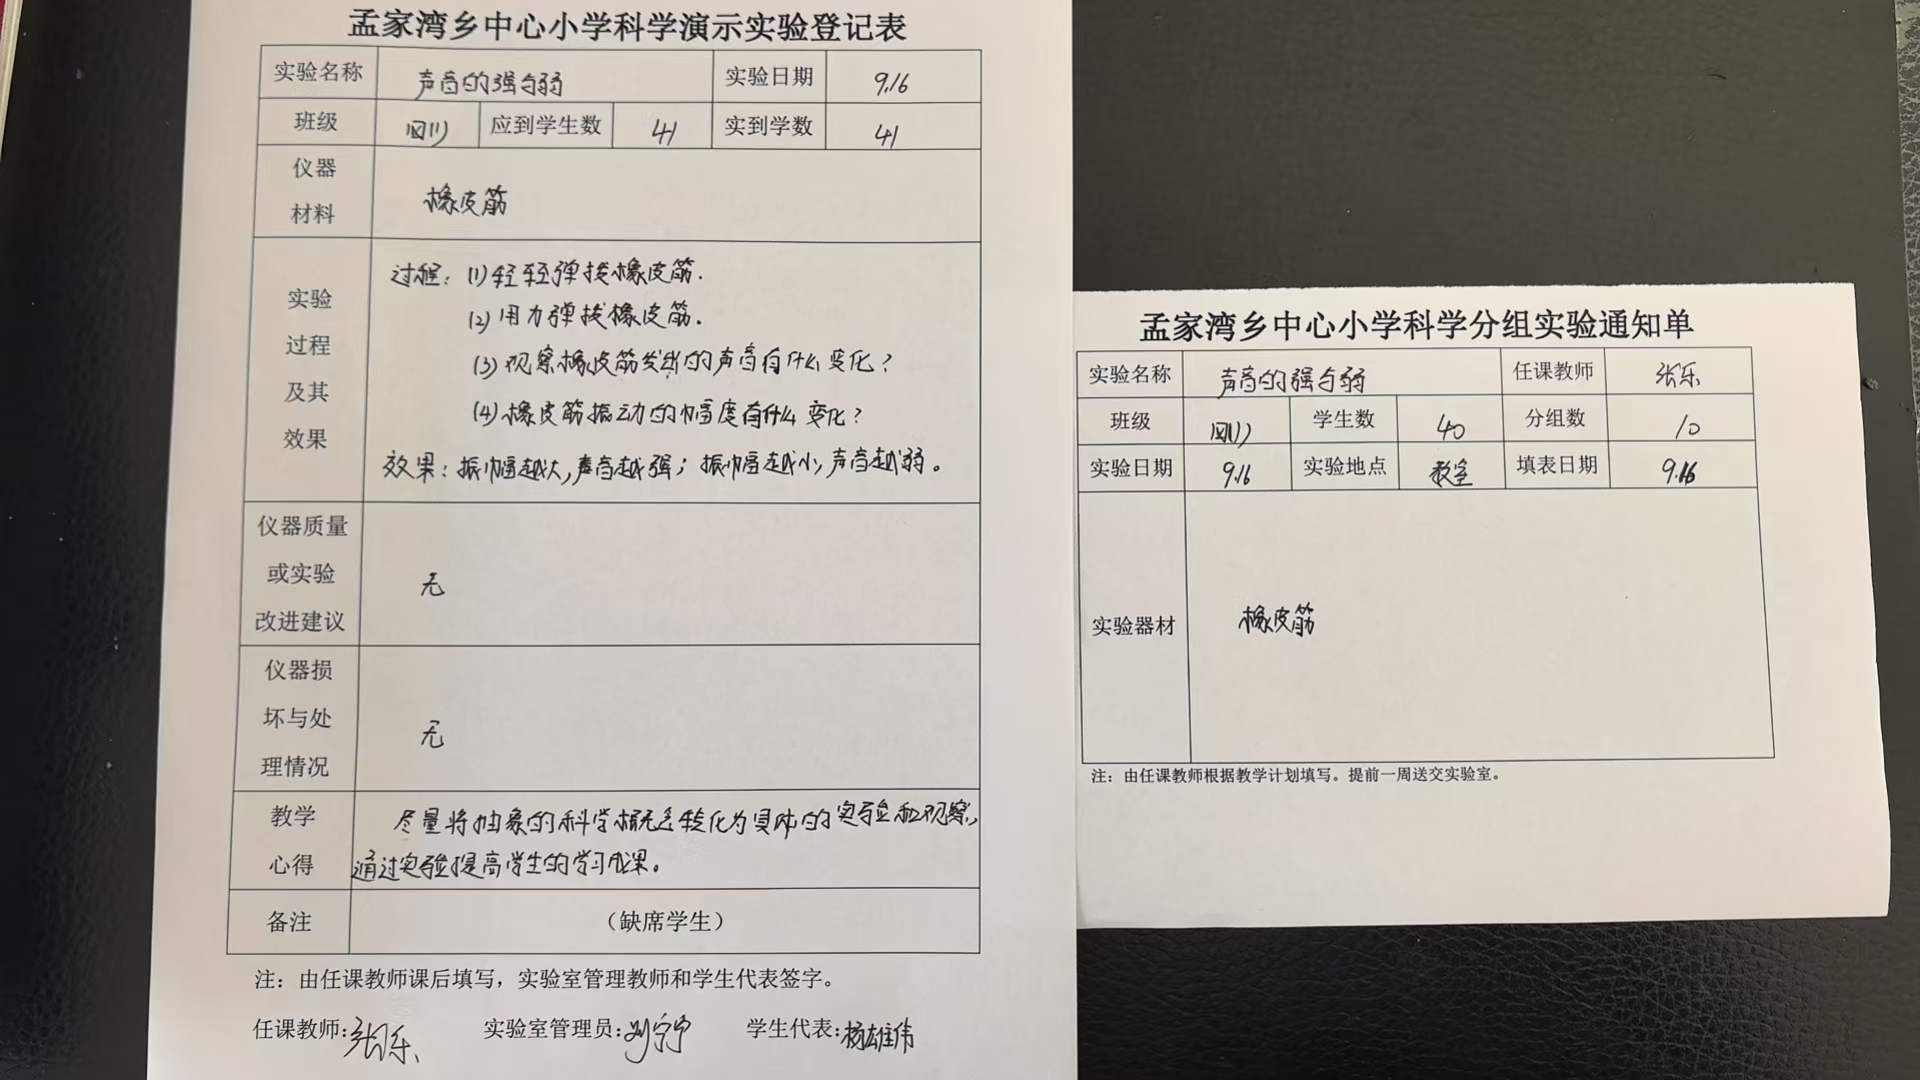 孟家湾乡中心小学科学演示实验登记表
实验名称 声音的强与弱 实验日期 9.16
班级 四(1) 应到学生数 41 实到学数 41
仪器
材料
橡皮筋
实验
过程
及其
效果
过程：(1)轻轻弹拨橡皮筋.
(2)用力弹拨橡皮筋.
(3)观察橡皮筋发出的声音有什么变化？
(4)橡皮筋振动的幅度有什么变化？
效果：振幅越大,声音越强；振幅越小,声音越弱。
仪器质量
或实验
改进建议
无
仪器损
坏与处
理情况
无
教学
心得
尽量将抽象的科学概念转化为具体的实验和观察,
通过实验提高学生的学习成果。
备注 （缺席学生）
注：由任课教师课后填写，实验室管理教师和学生代表签字。
任课教师:张乐 实验室管理员:刘宁宁 学生代表:杨雄伟
孟家湾乡中心小学科学分组实验通知单
实验名称 声音的强与弱 任课教师 张乐
班级 四(1) 学生数 40 分组数 10
实验日期 9.16 实验地点 教室 填表日期 9.16
实验器材 橡皮筋
注：由任课教师根据教学计划填写。提前一周送交实验室。